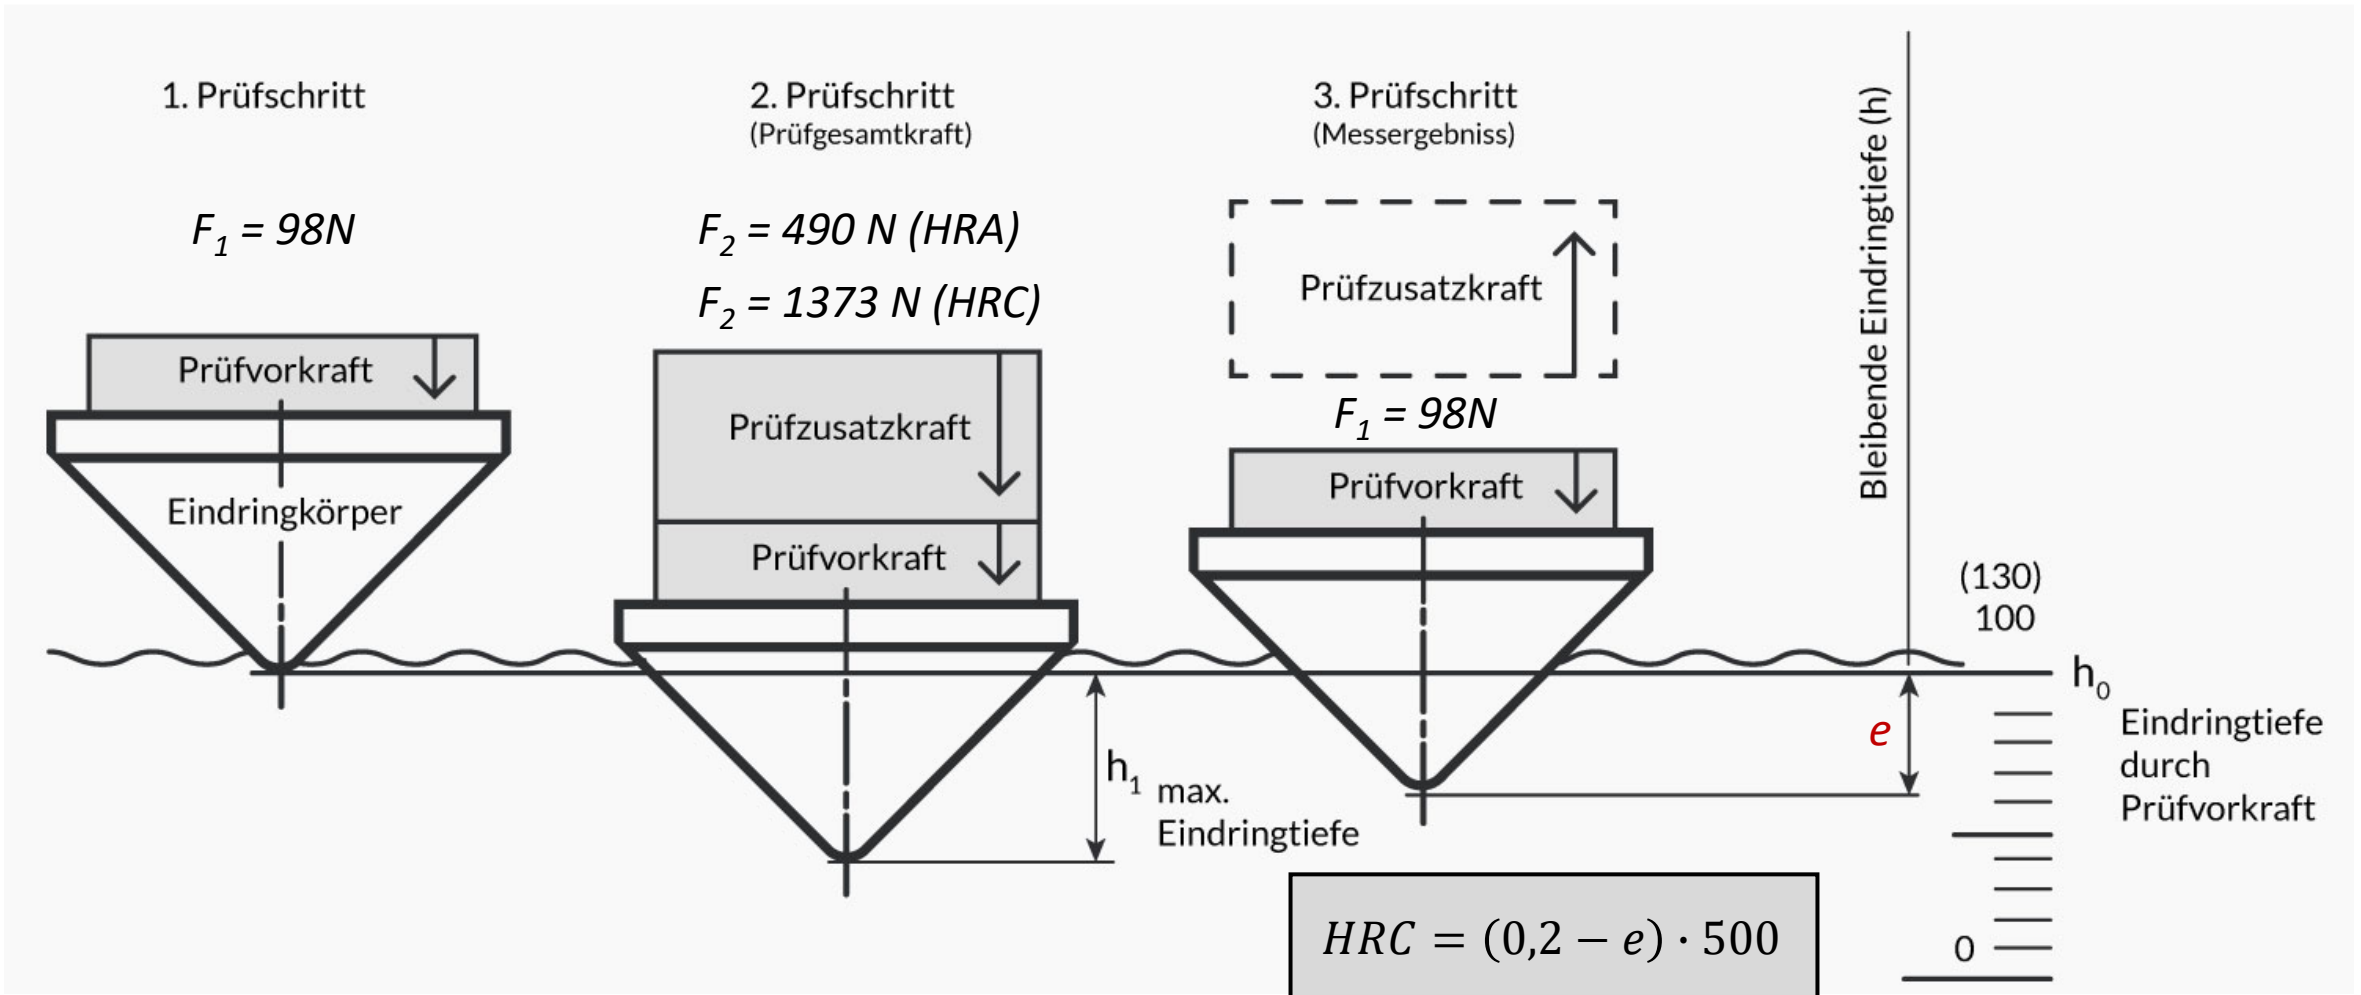 1. Prüfschritt
F₁ = 98N
Prüfvorkraft
Eindringkörper
2. Prüfschritt
(Prüfgesamtkraft)
F₂ = 490 N (HRA)
F₂ = 1373 N (HRC)
Prüfzusatzkraft
Prüfvorkraft
h₁
max.
Eindringtiefe
3. Prüfschritt
(Messergebniss)
Prüfzusatzkraft
F₁ = 98N
Prüfvorkraft
Bleibende Eindringtiefe (h)
e
(130)
100
h₀
Eindringtiefe
durch
Prüfvorkraft
0
HRC = (0,2 − e) · 500